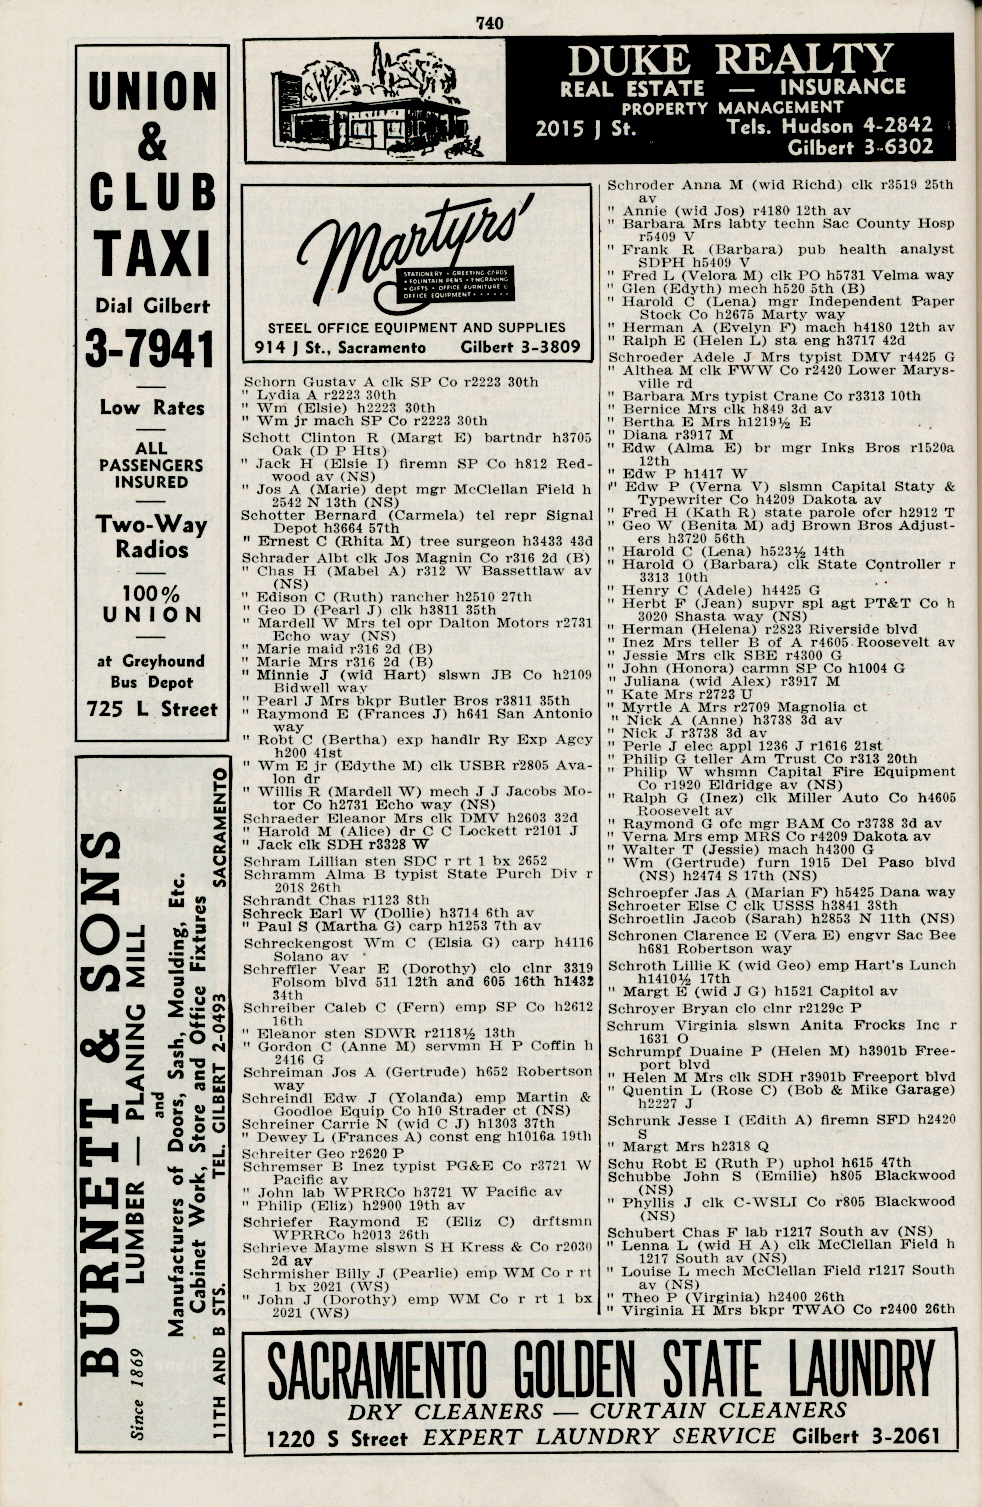 740
UNION
&
CLUB
TAXI
Dial Gilbert
3-7941
Low Rates
ALL
PASSENGERS
INSURED
Two-Way
Radios
100%
UNION
at Greyhound
Bus Depot
725 L Street
BURNETT & SONS
LUMBER — PLANING MILL
and
Manufacturers of Doors, Sash, Moulding, Etc.
Cabinet Work, Store and Office Fixtures
Since 1869
11TH AND B STS. TEL. GILBERT 2-0493 SACRAMENTO
DUKE REALTY
REAL ESTATE — INSURANCE
PROPERTY MANAGEMENT
2015 J St. Tels. Hudson 4-2842
Gilbert 3-6302
Martyrs'
STATIONERY • GREETING CARDS
• FOUNTAIN PENS • ENGRAVING
• GIFTS • OFFICE FURNITURE &
OFFICE EQUIPMENT • • • • • •
STEEL OFFICE EQUIPMENT AND SUPPLIES
914 J St., Sacramento Gilbert 3-3809
Schorn Gustav A clk SP Co r2223 30th
" Lydia A r2223 30th
" Wm (Elsie) h2223 30th
" Wm jr mach SP Co r2223 30th
Schott Clinton R (Margt E) bartndr h3705
Oak (D P Hts)
" Jack H (Elsie I) firemn SP Co h812 Red-
wood av (NS)
" Jos A (Marie) dept mgr McClellan Field h
2542 N 13th (NS)
Schotter Bernard (Carmela) tel repr Signal
Depot h3664 57th
" Ernest C (Rhita M) tree surgeon h3433 43d
Schrader Albt clk Jos Magnin Co r316 2d (B)
" Chas H (Mabel A) r312 W Bassettlaw av
(NS)
" Edison C (Ruth) rancher h2510 27th
" Geo D (Pearl J) clk h3811 35th
" Mardell W Mrs tel opr Dalton Motors r2731
Echo way (NS)
" Marie maid r316 2d (B)
" Marie Mrs r316 2d (B)
" Minnie J (wid Hart) slswn JB Co h2109
Bidwell way
" Pearl J Mrs bkpr Butler Bros r3811 35th
" Raymond E (Frances J) h641 San Antonio
way
" Robt C (Bertha) exp handlr Ry Exp Agcy
h200 41st
" Wm E jr (Edythe M) clk USBR r2805 Ava-
lon dr
" Willis R (Mardell W) mech J J Jacobs Mo-
tor Co h2731 Echo way (NS)
Schraeder Eleanor Mrs clk DMV h2603 32d
" Harold M (Alice) dr C C Lockett r2101 J
" Jack clk SDH r3328 W
Schram Lillian sten SDC r rt 1 bx 2652
Schramm Alma B typist State Purch Div r
2018 26th
Schrandt Chas r1123 8th
Schreck Earl W (Dollie) h3714 6th av
" Paul S (Martha G) carp h1253 7th av
Schreckengost Wm C (Elsia G) carp h4116
Solano av
Schreffler Vear E (Dorothy) clo clnr 3319
Folsom blvd 511 12th and 605 16th h1432
34th
Schreiber Caleb C (Fern) emp SP Co h2612
16th
" Eleanor sten SDWR r2118½ 13th
" Gordon C (Anne M) servmn H P Coffin h
2416 G
Schreiman Jos A (Gertrude) h652 Robertson
way
Schreindl Edw J (Yolanda) emp Martin &
Goodloe Equip Co h10 Strader ct (NS)
Schreiner Carrie N (wid C J) h1303 37th
" Dewey L (Frances A) const eng h1016a 19th
Schreiter Geo r2620 P
Schremser B Inez typist PG&E Co r3721 W
Pacific av
" John lab WPRRCo h3721 W Pacific av
" Philip (Eliz) h2900 19th av
Schriefer Raymond E (Eliz C) drftsmn
WPRRCo h2013 26th
Schrieve Mayme slswn S H Kress & Co r2030
2d av
Schrmisher Billy J (Pearlie) emp WM Co r rt
1 bx 2021 (WS)
" John J (Dorothy) emp WM Co r rt 1 bx
2021 (WS)
Schroder Anna M (wid Richd) clk r3519 25th
av
" Annie (wid Jos) r4180 12th av
" Barbara Mrs labty techn Sac County Hosp
r5409 V
" Frank R (Barbara) pub health analyst
SDPH h5409 V
" Fred L (Velora M) clk PO h5731 Velma way
" Glen (Edyth) mech h520 5th (B)
" Harold C (Lena) mgr Independent Paper
Stock Co h2675 Marty way
" Herman A (Evelyn F) mach h4180 12th av
" Ralph E (Helen L) sta eng h3717 42d
Schroeder Adele J Mrs typist DMV r4425 G
" Althea M clk FWW Co r2420 Lower Marys-
ville rd
" Barbara Mrs typist Crane Co r3313 10th
" Bernice Mrs clk h849 3d av
" Bertha E Mrs h1219½ E
" Diana r3917 M
" Edw (Alma E) br mgr Inks Bros r1520a
12th
" Edw P h1417 W
" Edw P (Verna V) slsmn Capital Staty &
Typewriter Co h4209 Dakota av
" Fred H (Kath R) state parole ofcr h2912 T
" Geo W (Benita M) adj Brown Bros Adjust-
ers h3720 56th
" Harold C (Lena) h523½ 14th
" Harold O (Barbara) clk State Controller r
3313 10th
" Henry C (Adele) h4425 G
" Herbt F (Jean) supvr spl agt PT&T Co h
3020 Shasta way (NS)
" Herman (Helena) r2823 Riverside blvd
" Inez Mrs teller B of A r4605 Roosevelt av
" Jessie Mrs clk SBE r4300 G
" John (Honora) carmn SP Co h1004 G
" Juliana (wid Alex) r3917 M
" Kate Mrs r2723 U
" Myrtle A Mrs r2709 Magnolia ct
" Nick A (Anne) h3738 3d av
" Nick J r3738 3d av
" Perle J elec appl 1236 J r1616 21st
" Philip G teller Am Trust Co r313 20th
" Philip W whsmn Capital Fire Equipment
Co r1920 Eldridge av (NS)
" Ralph G (Inez) clk Miller Auto Co h4605
Roosevelt av
" Raymond G ofc mgr BAM Co r3738 3d av
" Verna Mrs emp MRS Co r4209 Dakota av
" Walter T (Jessie) mach h4300 G
" Wm (Gertrude) furn 1915 Del Paso blvd
(NS) h2474 S 17th (NS)
Schroepfer Jas A (Marian F) h5425 Dana way
Schroeter Else C clk USSS h3841 38th
Schroetlin Jacob (Sarah) h2853 N 11th (NS)
Schronen Clarence E (Vera E) engvr Sac Bee
h681 Robertson way
Schroth Lillie K (wid Geo) emp Hart's Lunch
h1410½ 17th
" Margt E (wid J G) h1521 Capitol av
Schroyer Bryan clo clnr r2129c P
Schrum Virginia slswn Anita Frocks Inc r
1631 O
Schrumpf Duaine P (Helen M) h3901b Free-
port blvd
" Helen M Mrs clk SDH r3901b Freeport blvd
" Quentin L (Rose C) (Bob & Mike Garage)
h2227 J
Schrunk Jesse I (Edith A) firemn SFD h2420
S
" Margt Mrs h2318 Q
Schu Robt E (Ruth P) uphol h615 47th
Schubbe John S (Emilie) h805 Blackwood
(NS)
" Phyllis J clk C-WSLI Co r805 Blackwood
(NS)
Schubert Chas F lab r1217 South av (NS)
" Lenna L (wid H A) clk McClellan Field h
1217 South av (NS)
" Louise L mech McClellan Field r1217 South
av (NS)
" Theo P (Virginia) h2400 26th
" Virginia H Mrs bkpr TWAO Co r2400 26th
SACRAMENTO GOLDEN STATE LAUNDRY
DRY CLEANERS — CURTAIN CLEANERS
1220 S Street EXPERT LAUNDRY SERVICE Gilbert 3-2061